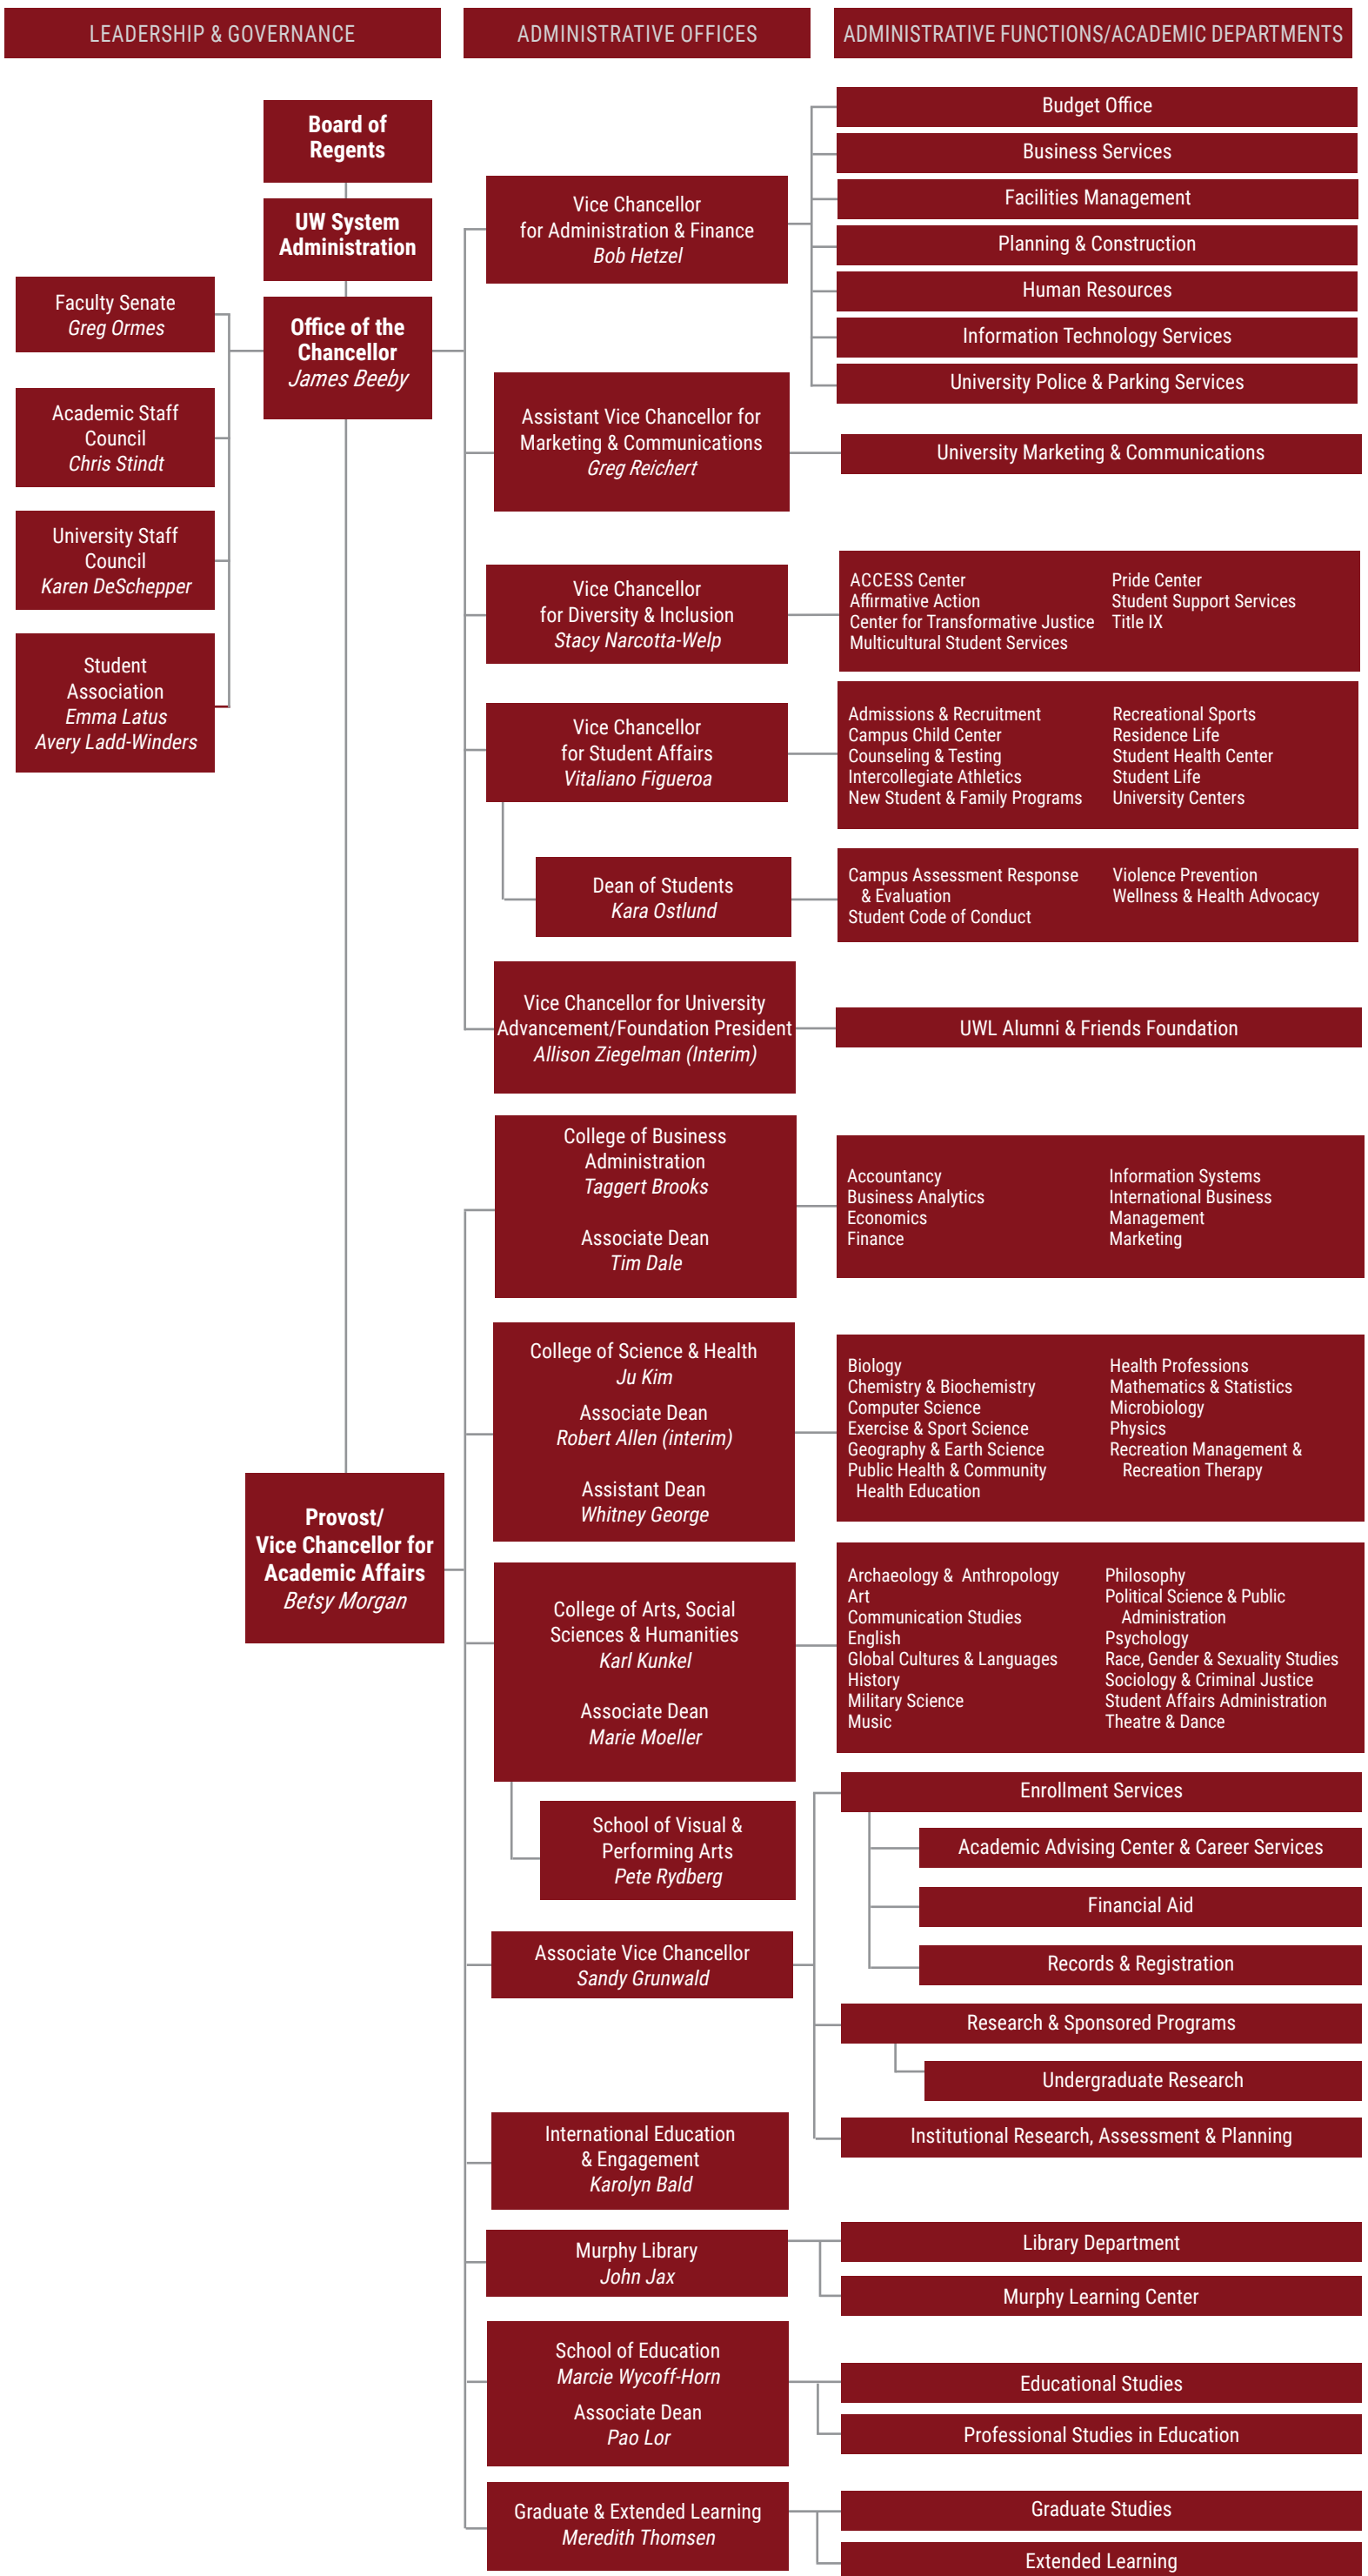 LEADERSHIP & GOVERNANCE
ADMINISTRATIVE OFFICES
ADMINISTRATIVE FUNCTIONS/ACADEMIC DEPARTMENTS
Board of
Regents
UW System
Administration
Office of the
Chancellor
James Beeby
Faculty Senate
Greg Ormes
Academic Staff
Council
Chris Stindt
University Staff
Council
Karen DeSchepper
Student
Association
Emma Latus
Avery Ladd-Winders
Provost/
Vice Chancellor for
Academic Affairs
Betsy Morgan
Vice Chancellor
for Administration & Finance
Bob Hetzel
Budget Office
Business Services
Facilities Management
Planning & Construction
Human Resources
Information Technology Services
University Police & Parking Services
Assistant Vice Chancellor for
Marketing & Communications
Greg Reichert
University Marketing & Communications
Vice Chancellor
for Diversity & Inclusion
Stacy Narcotta-Welp
ACCESS Center
Affirmative Action
Center for Transformative Justice
Multicultural Student Services
Pride Center
Student Support Services
Title IX
Vice Chancellor
for Student Affairs
Vitaliano Figueroa
Admissions & Recruitment
Campus Child Center
Counseling & Testing
Intercollegiate Athletics
New Student & Family Programs
Recreational Sports
Residence Life
Student Health Center
Student Life
University Centers
Dean of Students
Kara Ostlund
Campus Assessment Response
& Evaluation
Student Code of Conduct
Violence Prevention
Wellness & Health Advocacy
Vice Chancellor for University
Advancement/Foundation President
Allison Ziegelman (Interim)
UWL Alumni & Friends Foundation
College of Business
Administration
Taggert Brooks
Associate Dean
Tim Dale
Accountancy
Business Analytics
Economics
Finance
Information Systems
International Business
Management
Marketing
College of Science & Health
Ju Kim
Associate Dean
Robert Allen (interim)
Assistant Dean
Whitney George
Biology
Chemistry & Biochemistry
Computer Science
Exercise & Sport Science
Geography & Earth Science
Public Health & Community
Health Education
Health Professions
Mathematics & Statistics
Microbiology
Physics
Recreation Management &
Recreation Therapy
College of Arts, Social
Sciences & Humanities
Karl Kunkel
Associate Dean
Marie Moeller
Archaeology & Anthropology
Art
Communication Studies
English
Global Cultures & Languages
History
Military Science
Music
Philosophy
Political Science & Public
Administration
Psychology
Race, Gender & Sexuality Studies
Sociology & Criminal Justice
Student Affairs Administration
Theatre & Dance
School of Visual &
Performing Arts
Pete Rydberg
Associate Vice Chancellor
Sandy Grunwald
Enrollment Services
Academic Advising Center & Career Services
Financial Aid
Records & Registration
Research & Sponsored Programs
Undergraduate Research
Institutional Research, Assessment & Planning
International Education
& Engagement
Karolyn Bald
Murphy Library
John Jax
Library Department
Murphy Learning Center
School of Education
Marcie Wycoff-Horn
Associate Dean
Pao Lor
Educational Studies
Professional Studies in Education
Graduate & Extended Learning
Meredith Thomsen
Graduate Studies
Extended Learning